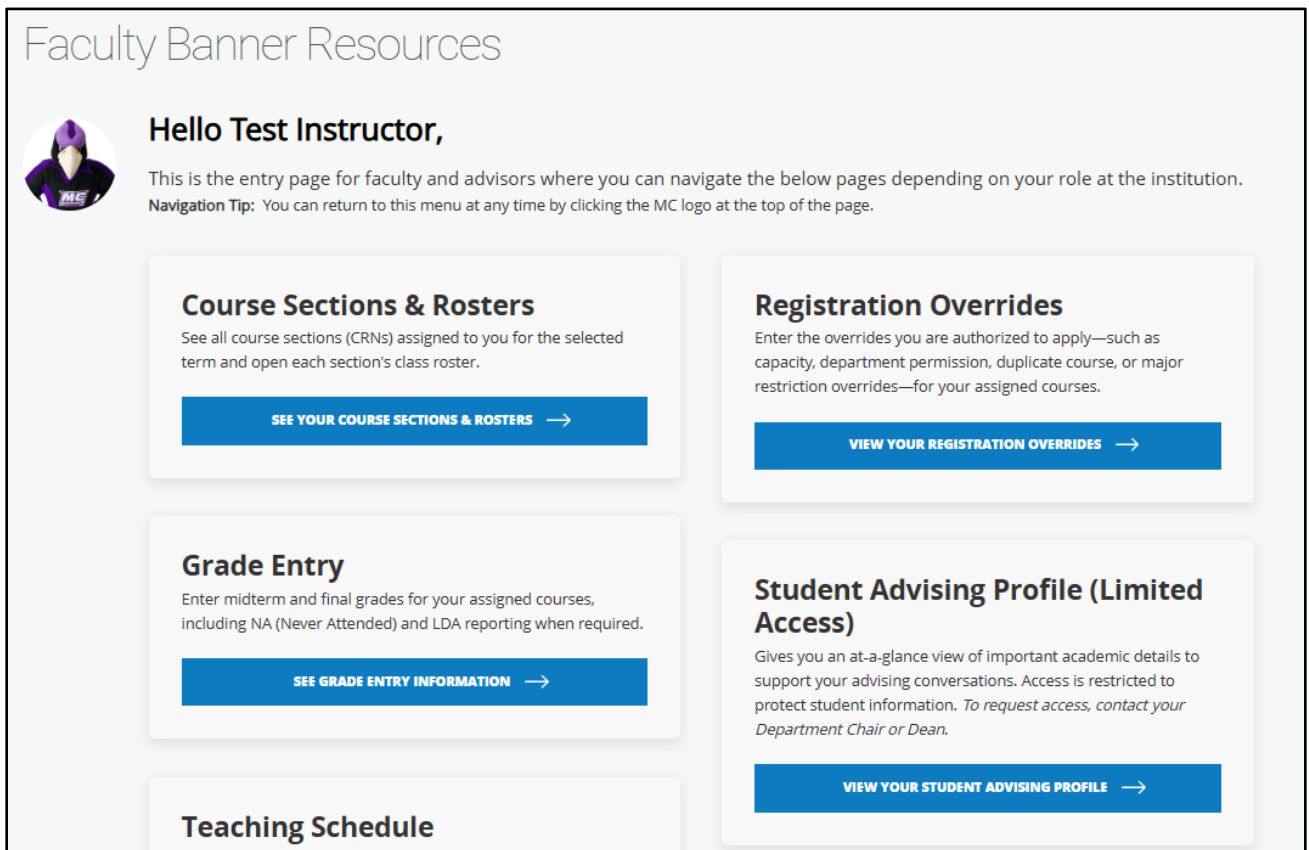 Faculty Banner Resources
Hello Test Instructor,
This is the entry page for faculty and advisors where you can navigate the below pages depending on your role at the institution.
Navigation Tip: You can return to this menu at any time by clicking the MC logo at the top of the page.
Course Sections & Rosters
See all course sections (CRNs) assigned to you for the selected
term and open each section's class roster.
SEE YOUR COURSE SECTIONS & ROSTERS
Registration Overrides
Enter the overrides you are authorized to apply—such as
capacity, department permission, duplicate course, or major
restriction overrides—for your assigned courses.
VIEW YOUR REGISTRATION OVERRIDES
Grade Entry
Enter midterm and final grades for your assigned courses,
including NA (Never Attended) and LDA reporting when required.
SEE GRADE ENTRY INFORMATION
Student Advising Profile (Limited
Access)
Gives you an at-a-glance view of important academic details to
support your advising conversations. Access is restricted to
protect student information. To request access, contact your
Department Chair or Dean.
VIEW YOUR STUDENT ADVISING PROFILE
Teaching Schedule
MC